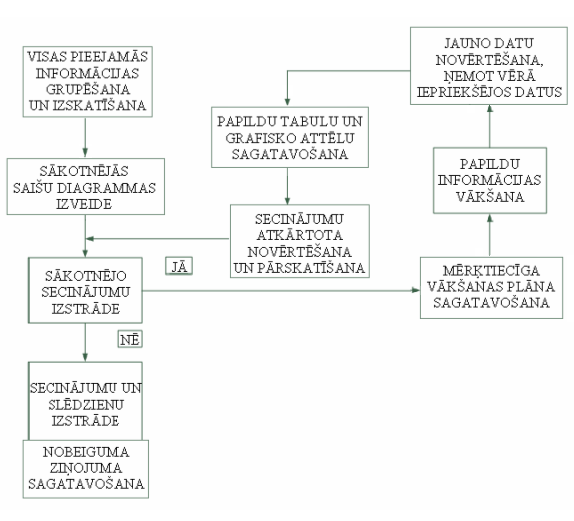 VISAS PIEEJAMĀS
INFORMĀCIJAS
GRUPĒŠANA
UN IZSKATĪŠANA
SĀKOTNĒJĀS
SAIŠU DIAGRAMMAS
IZVEIDE
SĀKOTNĒJO
SECINĀJUMU
IZSTRĀDE
JĀ
NĒ
SECINĀJUMU UN
SLĒDZIENU
IZSTRĀDE
NOBEIGUMA
ZIŅOJUMA
SAGATAVOŠANA
MĒRĶTIECĪGA
VĀKŠANAS PLĀNA
SAGATAVOŠANA
PAPILDU
INFORMĀCIJAS
VĀKŠANA
JAUNO DATU
NOVĒRTĒŠANA,
ŅEMOT VĒRĀ
IEPRIEKŠĒJOS DATUS
PAPILDU TABULU UN
GRAFISKO ATTĒLU
SAGATAVOŠANA
SECINĀJUMU
ATKĀRTOTA
NOVĒRTĒŠANA
UN PĀRSKATĪŠANA